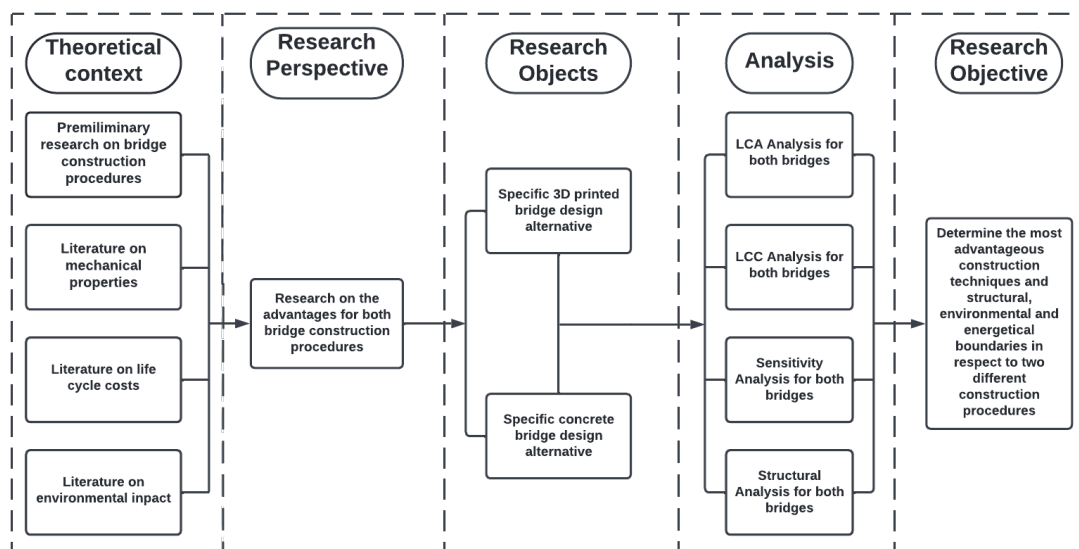 Theoretical
context
Premiliminary
research on bridge
construction
procedures
Literature on
mechanical
properties
Literature on life
cycle costs
Literature on
environmental inpact
Research
Perspective
Research on the
advantages for both
bridge construction
procedures
Research
Objects
Specific 3D printed
bridge design
alternative
Specific concrete
bridge design
alternative
Analysis
LCA Analysis for
both bridges
LCC Analysis for
both bridges
Sensitivity
Analysis for both
bridges
Structural
Analysis for both
bridges
Research
Objective
Determine the most
advantageous
construction
techniques and
structural,
environmental and
energetical
boundaries in
respect to two
different
construction
procedures